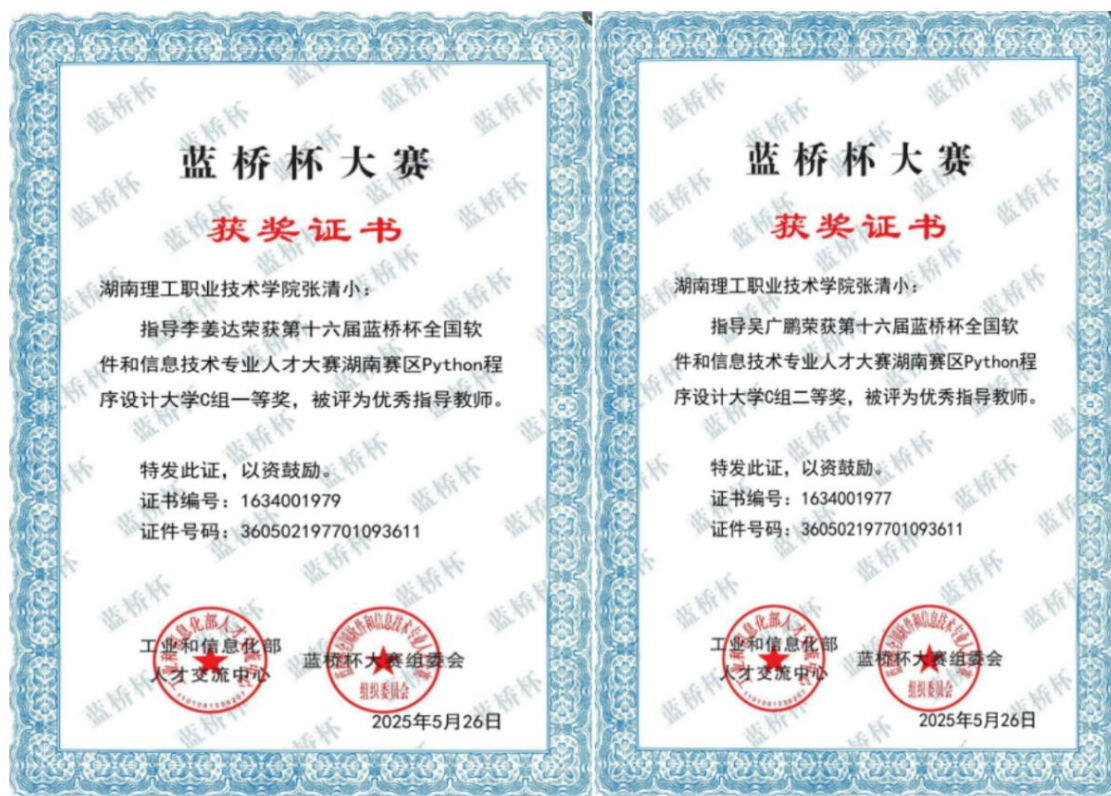 蓝桥杯大赛
获奖证书
湖南理工职业技术学院张清小：
指导李姜达荣获第十六届蓝桥杯全国软
件和信息技术专业人才大赛湖南赛区Python程
序设计大学C组一等奖，被评为优秀指导教师。
特发此证，以资鼓励。
证书编号：1634001979
证件号码：360502197701093611
工业和信息化部
人才交流中心
蓝桥杯大赛组委会
2025年5月26日
蓝桥杯大赛
获奖证书
湖南理工职业技术学院张清小：
指导吴广鹏荣获第十六届蓝桥杯全国软
件和信息技术专业人才大赛湖南赛区Python程
序设计大学C组二等奖，被评为优秀指导教师。
特发此证，以资鼓励。
证书编号：1634001977
证件号码：360502197701093611
工业和信息化部
人才交流中心
蓝桥杯大赛组委会
2025年5月26日